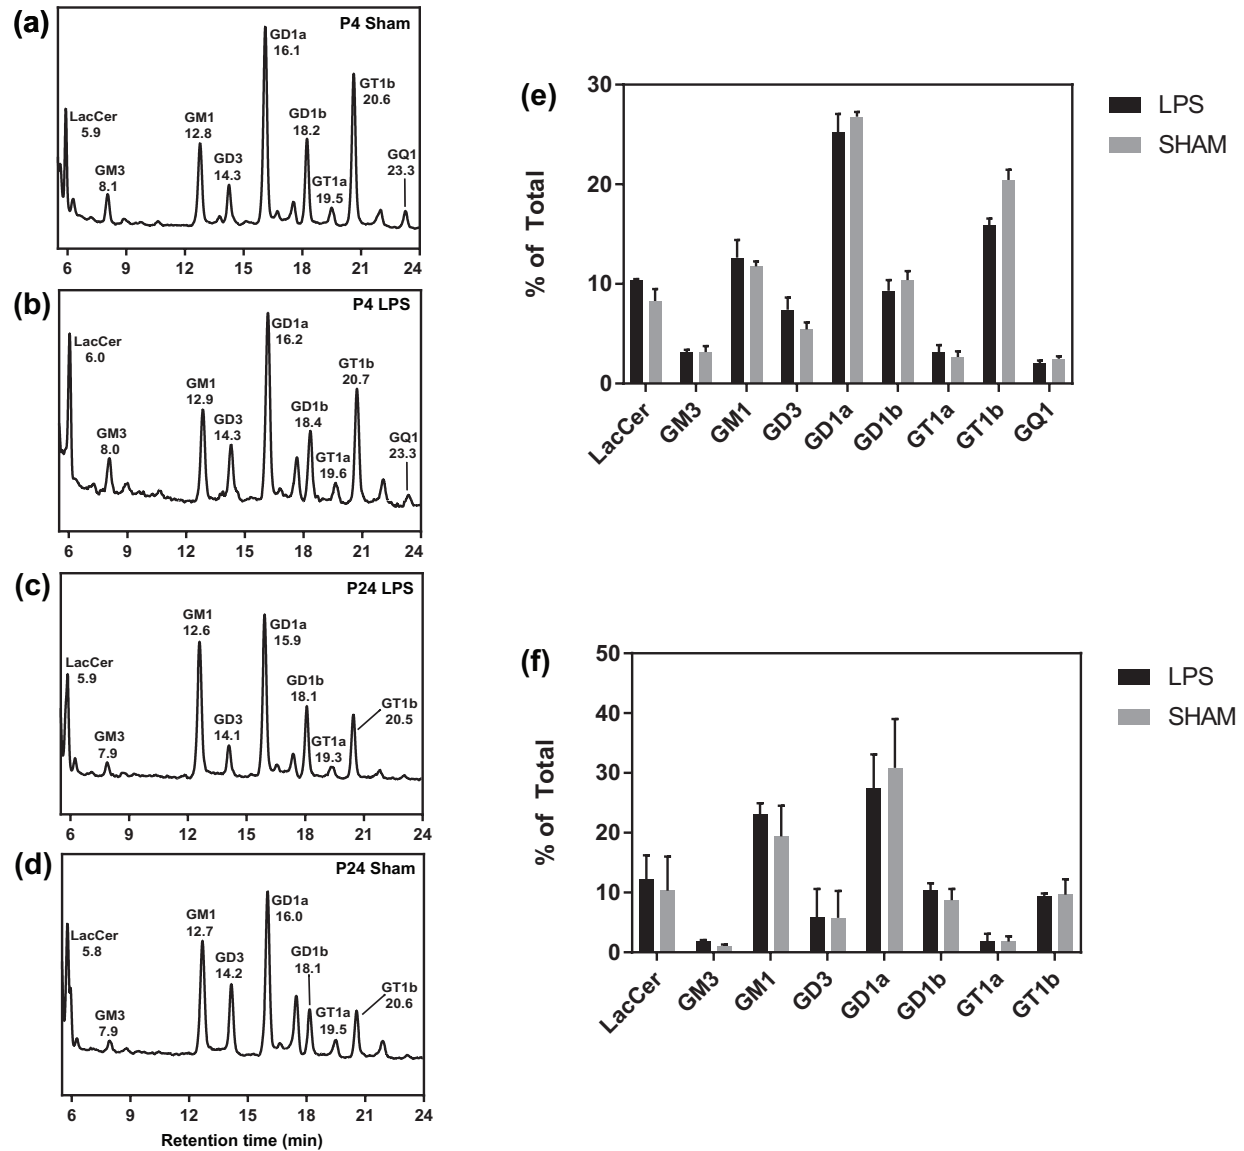 (a)
P4 Sham
LacCer
5.9
GM3
8.1
GM1
12.8
GD3
14.3
GD1a
16.1
GD1b
18.2
GT1a
19.5
GT1b
20.6
GQ1
23.3
6 9 12 15 18 21 24
(b)
P4 LPS
LacCer
6.0
GM3
8.0
GM1
12.9
GD3
14.3
GD1a
16.2
GD1b
18.4
GT1a
19.6
GT1b
20.7
GQ1
23.3
6 9 12 15 18 21 24
(c)
P24 LPS
LacCer
5.9
GM3
7.9
GM1
12.6
GD3
14.1
GD1a
15.9
GD1b
18.1
GT1a
19.3
GT1b
20.5
6 9 12 15 18 21 24
(d)
P24 Sham
LacCer
5.8
GM3
7.9
GM1
12.7
GD3
14.2
GD1a
16.0
GD1b
18.1
GT1a
19.5
GT1b
20.6
6 9 12 15 18 21 24
Retention time (min)
(e)
% of Total
30
20
10
0
LacCer GM3 GM1 GD3 GD1a GD1b GT1a GT1b GQ1
LPS
SHAM
(f)
% of Total
50
40
30
20
10
0
LacCer GM3 GM1 GD3 GD1a GD1b GT1a GT1b
LPS
SHAM